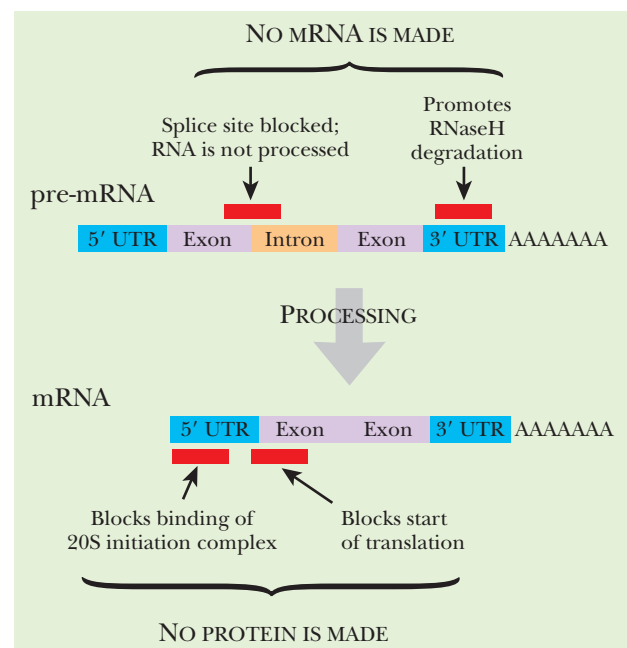 NO MRNA IS MADE
Splice site blocked;
RNA is not processed
Promotes
RNaseH
degradation
pre-mRNA
5′ UTR Exon Intron Exon 3′ UTR AAAAAAA
PROCESSING
mRNA
5′ UTR Exon Exon 3′ UTR AAAAAAA
Blocks binding of
20S initiation complex
Blocks start
of translation
NO PROTEIN IS MADE